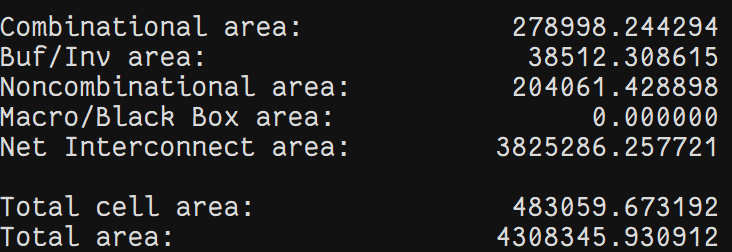 Combinational area: 278998.244294
Buf/Inv area: 38512.308615
Noncombinational area: 204061.428898
Macro/Black Box area: 0.000000
Net Interconnect area: 3825286.257721
Total cell area: 483059.673192
Total area: 4308345.930912